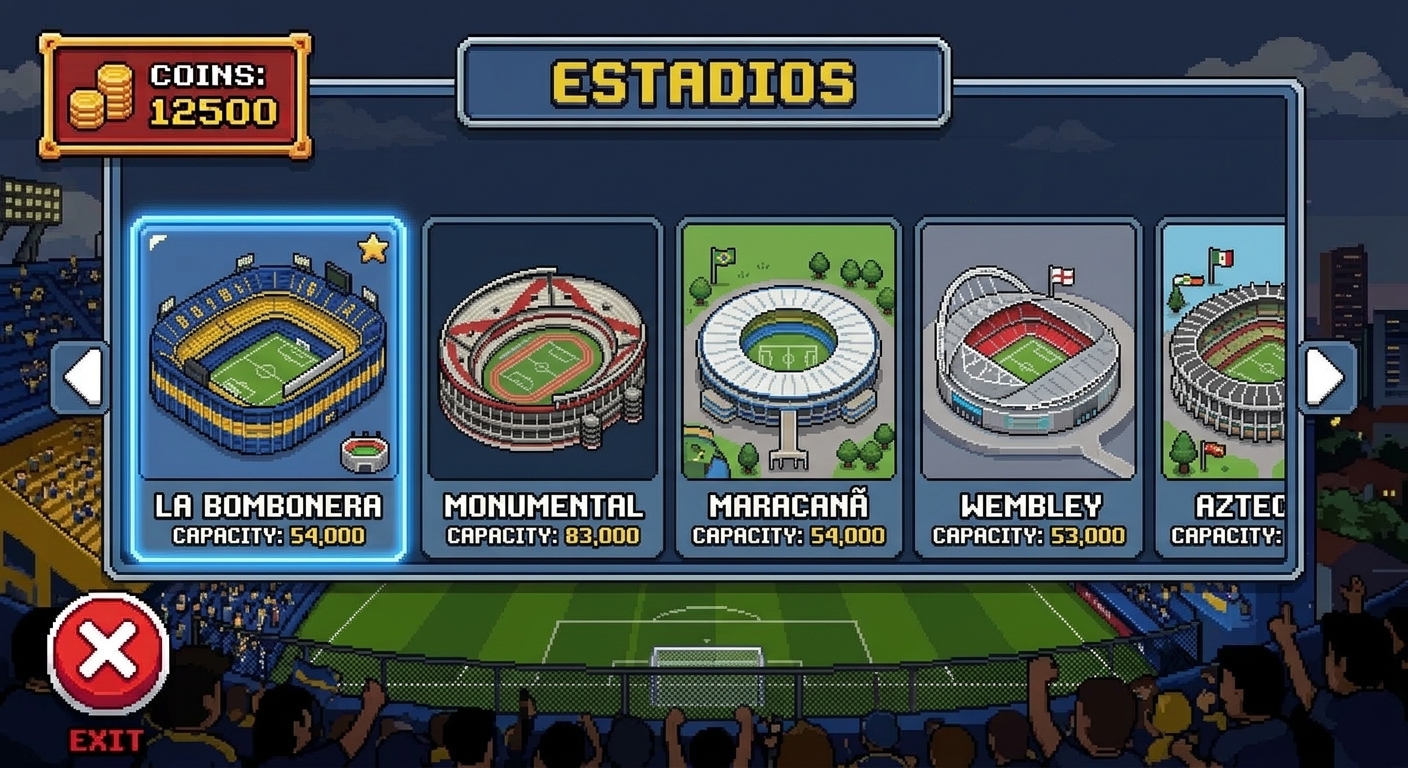 COINS:
12500
ESTADIOS
LA BOMBONERA
CAPACITY: 54,000
MONUMENTAL
CAPACITY: 83,000
MARACANÃ
CAPACITY: 54,000
WEMBLEY
CAPACITY: 53,000
AZTEC
CAPACITY:
EXIT